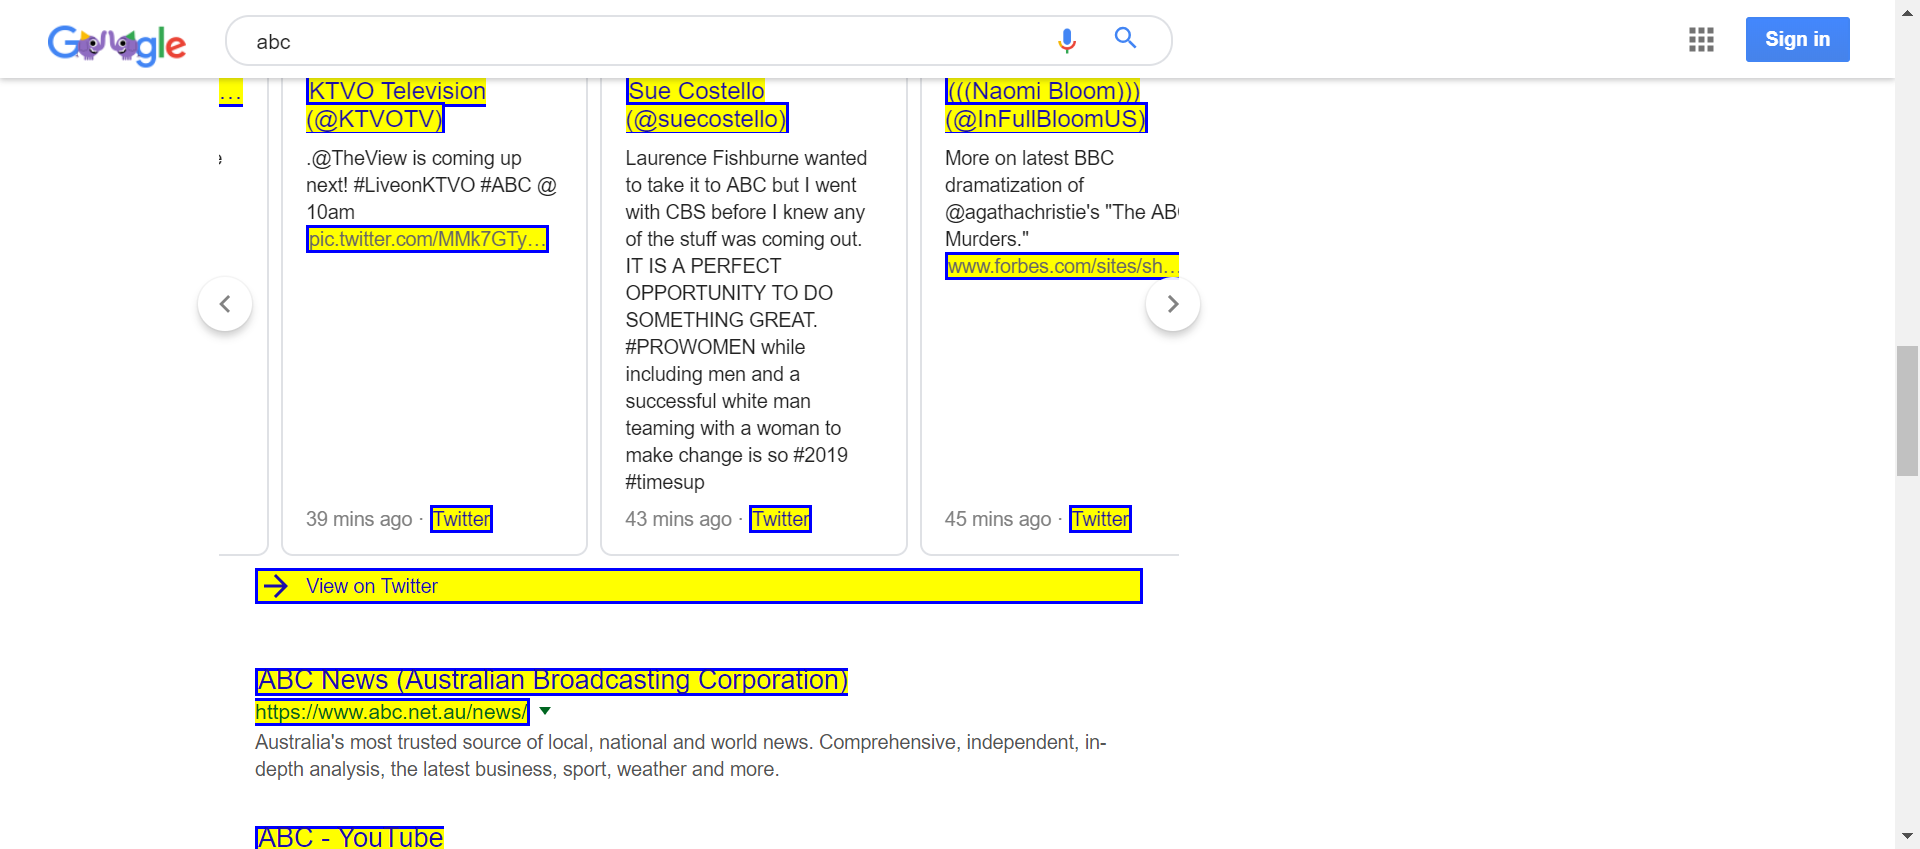 Google
abc
Sign in
...
KTVO Television
(@KTVOTV)
.@TheView is coming up
next! #LiveonKTVO #ABC @
10am
pic.twitter.com/MMk7GTy...
39 mins ago · Twitter
Sue Costello
(@suecostello)
Laurence Fishburne wanted
to take it to ABC but I went
with CBS before I knew any
of the stuff was coming out.
IT IS A PERFECT
OPPORTUNITY TO DO
SOMETHING GREAT.
#PROWOMEN while
including men and a
successful white man
teaming with a woman to
make change is so #2019
#timesup
43 mins ago · Twitter
(((Naomi Bloom)))
(@InFullBloomUS)
More on latest BBC
dramatization of
@agathachristie's "The ABC
Murders."
www.forbes.com/sites/sh...
45 mins ago · Twitter
View on Twitter
ABC News (Australian Broadcasting Corporation)
https://www.abc.net.au/news/
Australia's most trusted source of local, national and world news. Comprehensive, independent, in-
depth analysis, the latest business, sport, weather and more.
ABC - YouTube